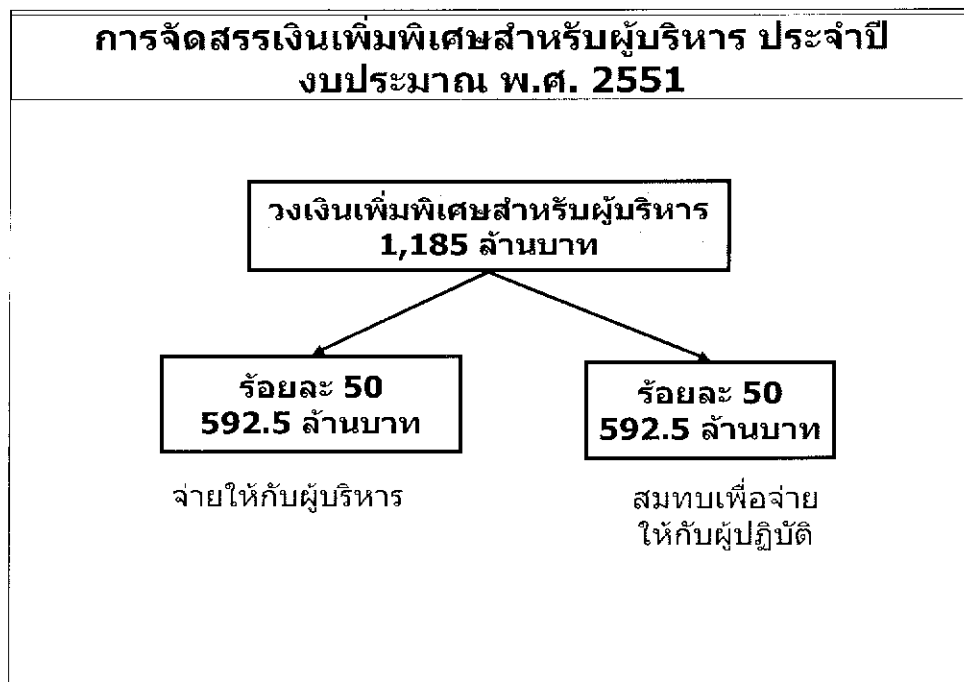 การจัดสรรเงินเพิ่มพิเศษสำหรับผู้บริหาร ประจำปี
งบประมาณ พ.ศ. 2551
วงเงินเพิ่มพิเศษสำหรับผู้บริหาร
1,185 ล้านบาท
ร้อยละ 50
592.5 ล้านบาท
จ่ายให้กับผู้บริหาร
ร้อยละ 50
592.5 ล้านบาท
สมทบเพื่อจ่าย
ให้กับผู้ปฏิบัติ